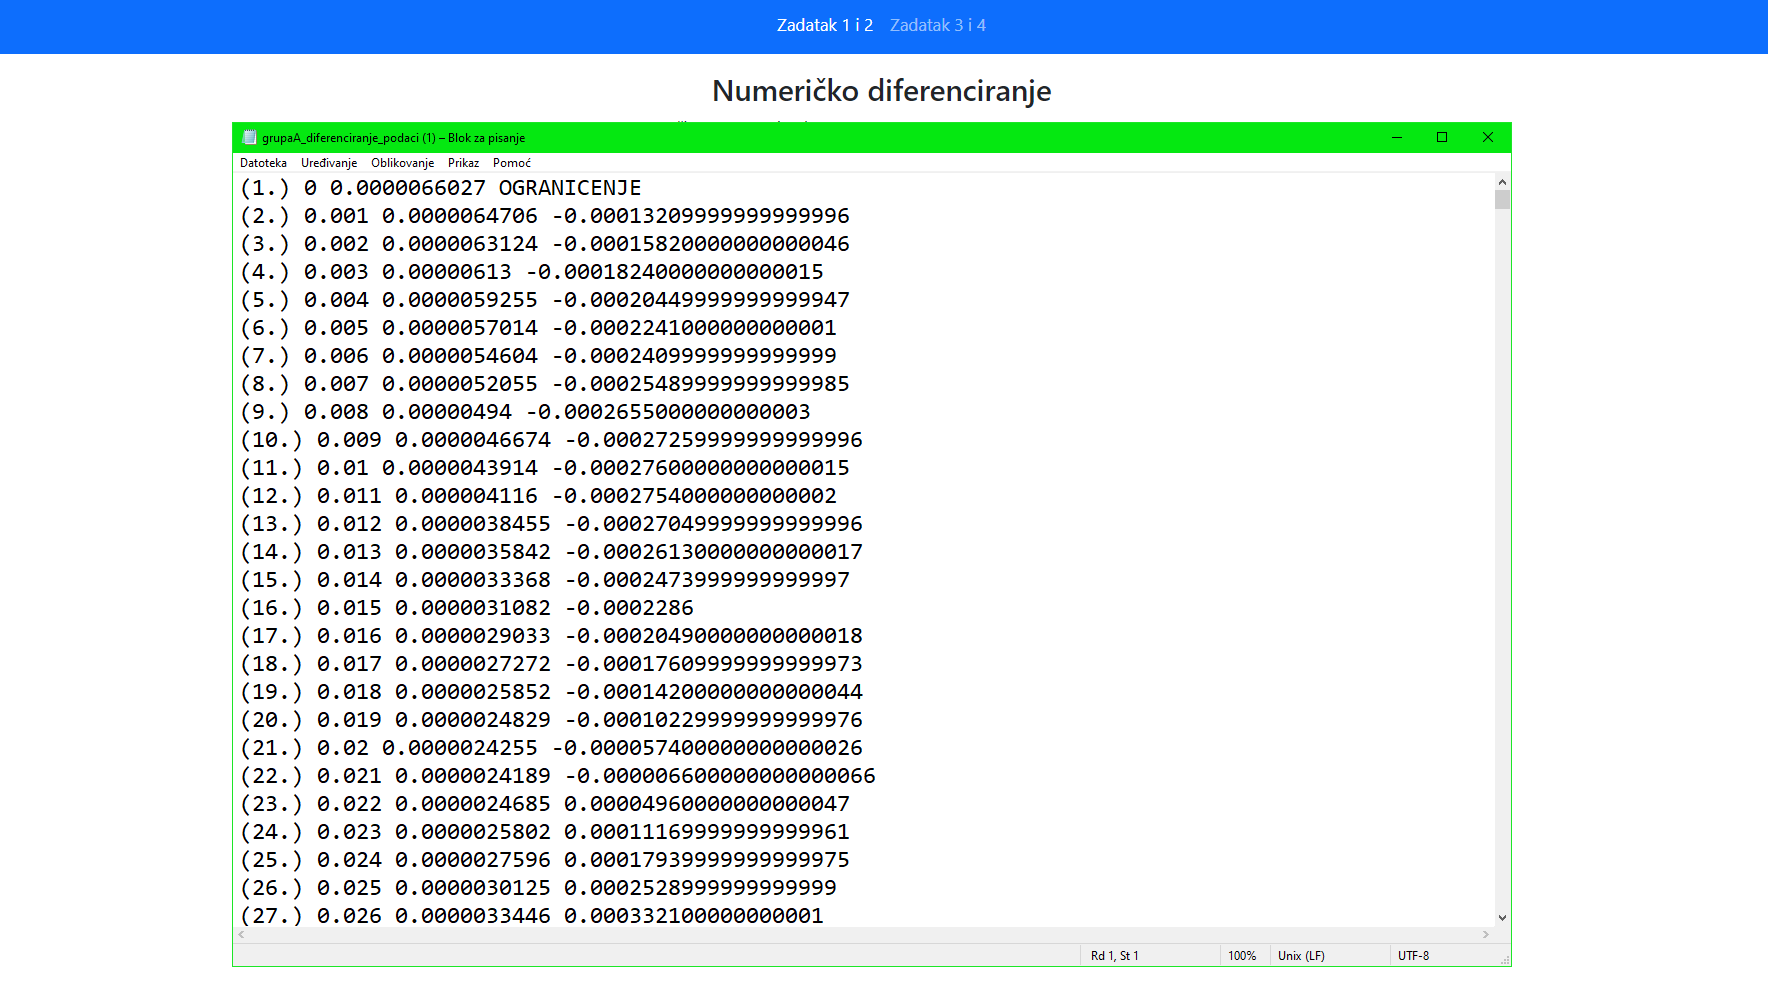 Zadatak 1 i 2 Zadatak 3 i 4
Numeričko diferenciranje
grupaA_diferenciranje_podaci (1) – Blok za pisanje
Datoteka Uređivanje Oblikovanje Prikaz Pomoć
(1.) 0 0.0000066027 OGRANICENJE
(2.) 0.001 0.0000064706 -0.00013209999999999996
(3.) 0.002 0.0000063124 -0.00015820000000000046
(4.) 0.003 0.00000613 -0.00018240000000000015
(5.) 0.004 0.0000059255 -0.00020449999999999947
(6.) 0.005 0.0000057014 -0.0002241000000000001
(7.) 0.006 0.0000054604 -0.0002409999999999999
(8.) 0.007 0.0000052055 -0.00025489999999999985
(9.) 0.008 0.00000494 -0.0002655000000000003
(10.) 0.009 0.0000046674 -0.00027259999999999996
(11.) 0.01 0.0000043914 -0.00027600000000000015
(12.) 0.011 0.000004116 -0.0002754000000000002
(13.) 0.012 0.0000038455 -0.00027049999999999996
(14.) 0.013 0.0000035842 -0.00026130000000000017
(15.) 0.014 0.0000033368 -0.0002473999999999997
(16.) 0.015 0.0000031082 -0.0002286
(17.) 0.016 0.0000029033 -0.00020490000000000018
(18.) 0.017 0.0000027272 -0.00017609999999999973
(19.) 0.018 0.0000025852 -0.00014200000000000044
(20.) 0.019 0.0000024829 -0.00010229999999999976
(21.) 0.02 0.0000024255 -0.000057400000000000026
(22.) 0.021 0.0000024189 -0.0000066000000000000066
(23.) 0.022 0.0000024685 0.00004960000000000047
(24.) 0.023 0.0000025802 0.00011169999999999961
(25.) 0.024 0.0000027596 0.00017939999999999975
(26.) 0.025 0.0000030125 0.0002528999999999999
(27.) 0.026 0.0000033446 0.000332100000000001
Rd 1, St 1 100% Unix (LF) UTF-8